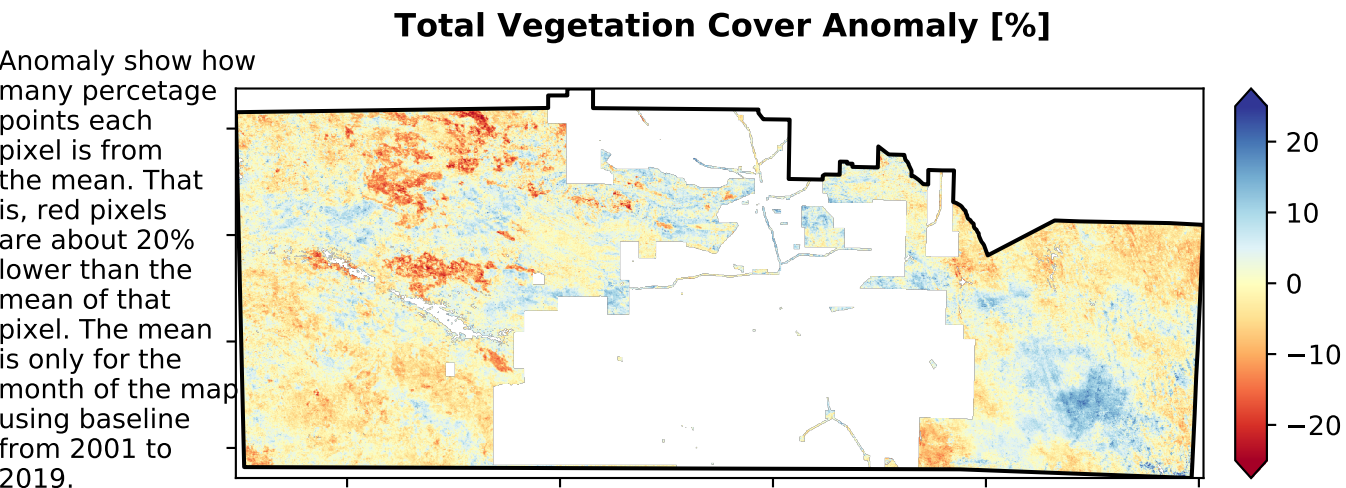 Total Vegetation Cover Anomaly [%]
Anomaly show how
many percetage
points each
pixel is from
the mean. That
is, red pixels
are about 20%
lower than the
mean of that
pixel. The mean
is only for the
month of the map
using baseline
from 2001 to
2019.
20
10
0
−10
−20